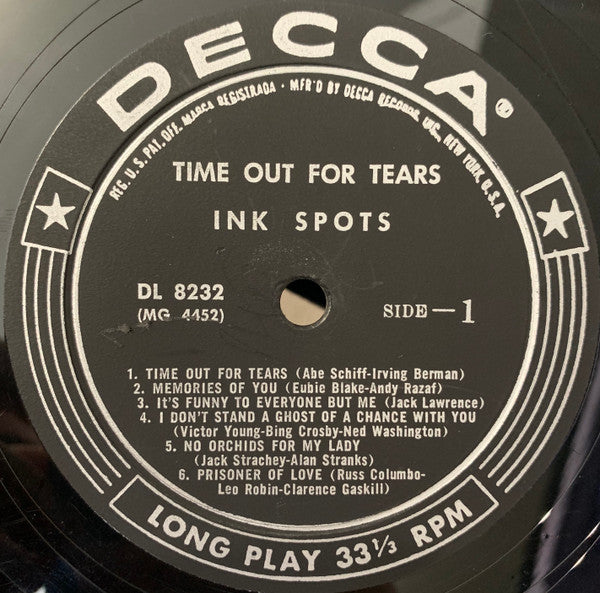 DECCA®
REG. U.S. PAT. OFF. MARCA REGISTRADA • MFR'D BY DECCA RECORDS, INC., NEW YORK, U.S.A.
TIME OUT FOR TEARS
INK SPOTS
DL 8232
(MG 4452)
SIDE—1
1. TIME OUT FOR TEARS (Abe Schiff-Irving Berman)
2. MEMORIES OF YOU (Eubie Blake-Andy Razaf)
3. IT'S FUNNY TO EVERYONE BUT ME (Jack Lawrence)
4. I DON'T STAND A GHOST OF A CHANCE WITH YOU
(Victor Young-Bing Crosby-Ned Washington)
5. NO ORCHIDS FOR MY LADY
(Jack Strachey-Alan Stranks)
6. PRISONER OF LOVE (Russ Columbo-
Leo Robin-Clarence Gaskill)
LONG PLAY 33⅓ RPM